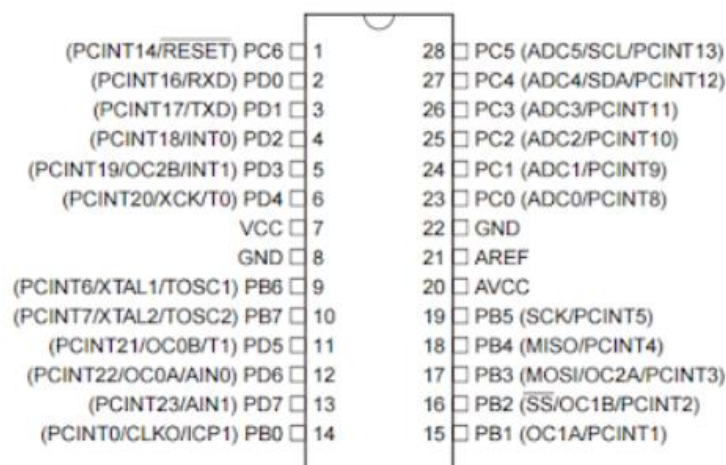 (PCINT14/RESET) PC6 1 28 PC5 (ADC5/SCL/PCINT13)
(PCINT16/RXD) PD0 2 27 PC4 (ADC4/SDA/PCINT12)
(PCINT17/TXD) PD1 3 26 PC3 (ADC3/PCINT11)
(PCINT18/INT0) PD2 4 25 PC2 (ADC2/PCINT10)
(PCINT19/OC2B/INT1) PD3 5 24 PC1 (ADC1/PCINT9)
(PCINT20/XCK/T0) PD4 6 23 PC0 (ADC0/PCINT8)
VCC 7 22 GND
GND 8 21 AREF
(PCINT6/XTAL1/TOSC1) PB6 9 20 AVCC
(PCINT7/XTAL2/TOSC2) PB7 10 19 PB5 (SCK/PCINT5)
(PCINT21/OC0B/T1) PD5 11 18 PB4 (MISO/PCINT4)
(PCINT22/OC0A/AIN0) PD6 12 17 PB3 (MOSI/OC2A/PCINT3)
(PCINT23/AIN1) PD7 13 16 PB2 (SS/OC1B/PCINT2)
(PCINT0/CLKO/ICP1) PB0 14 15 PB1 (OC1A/PCINT1)